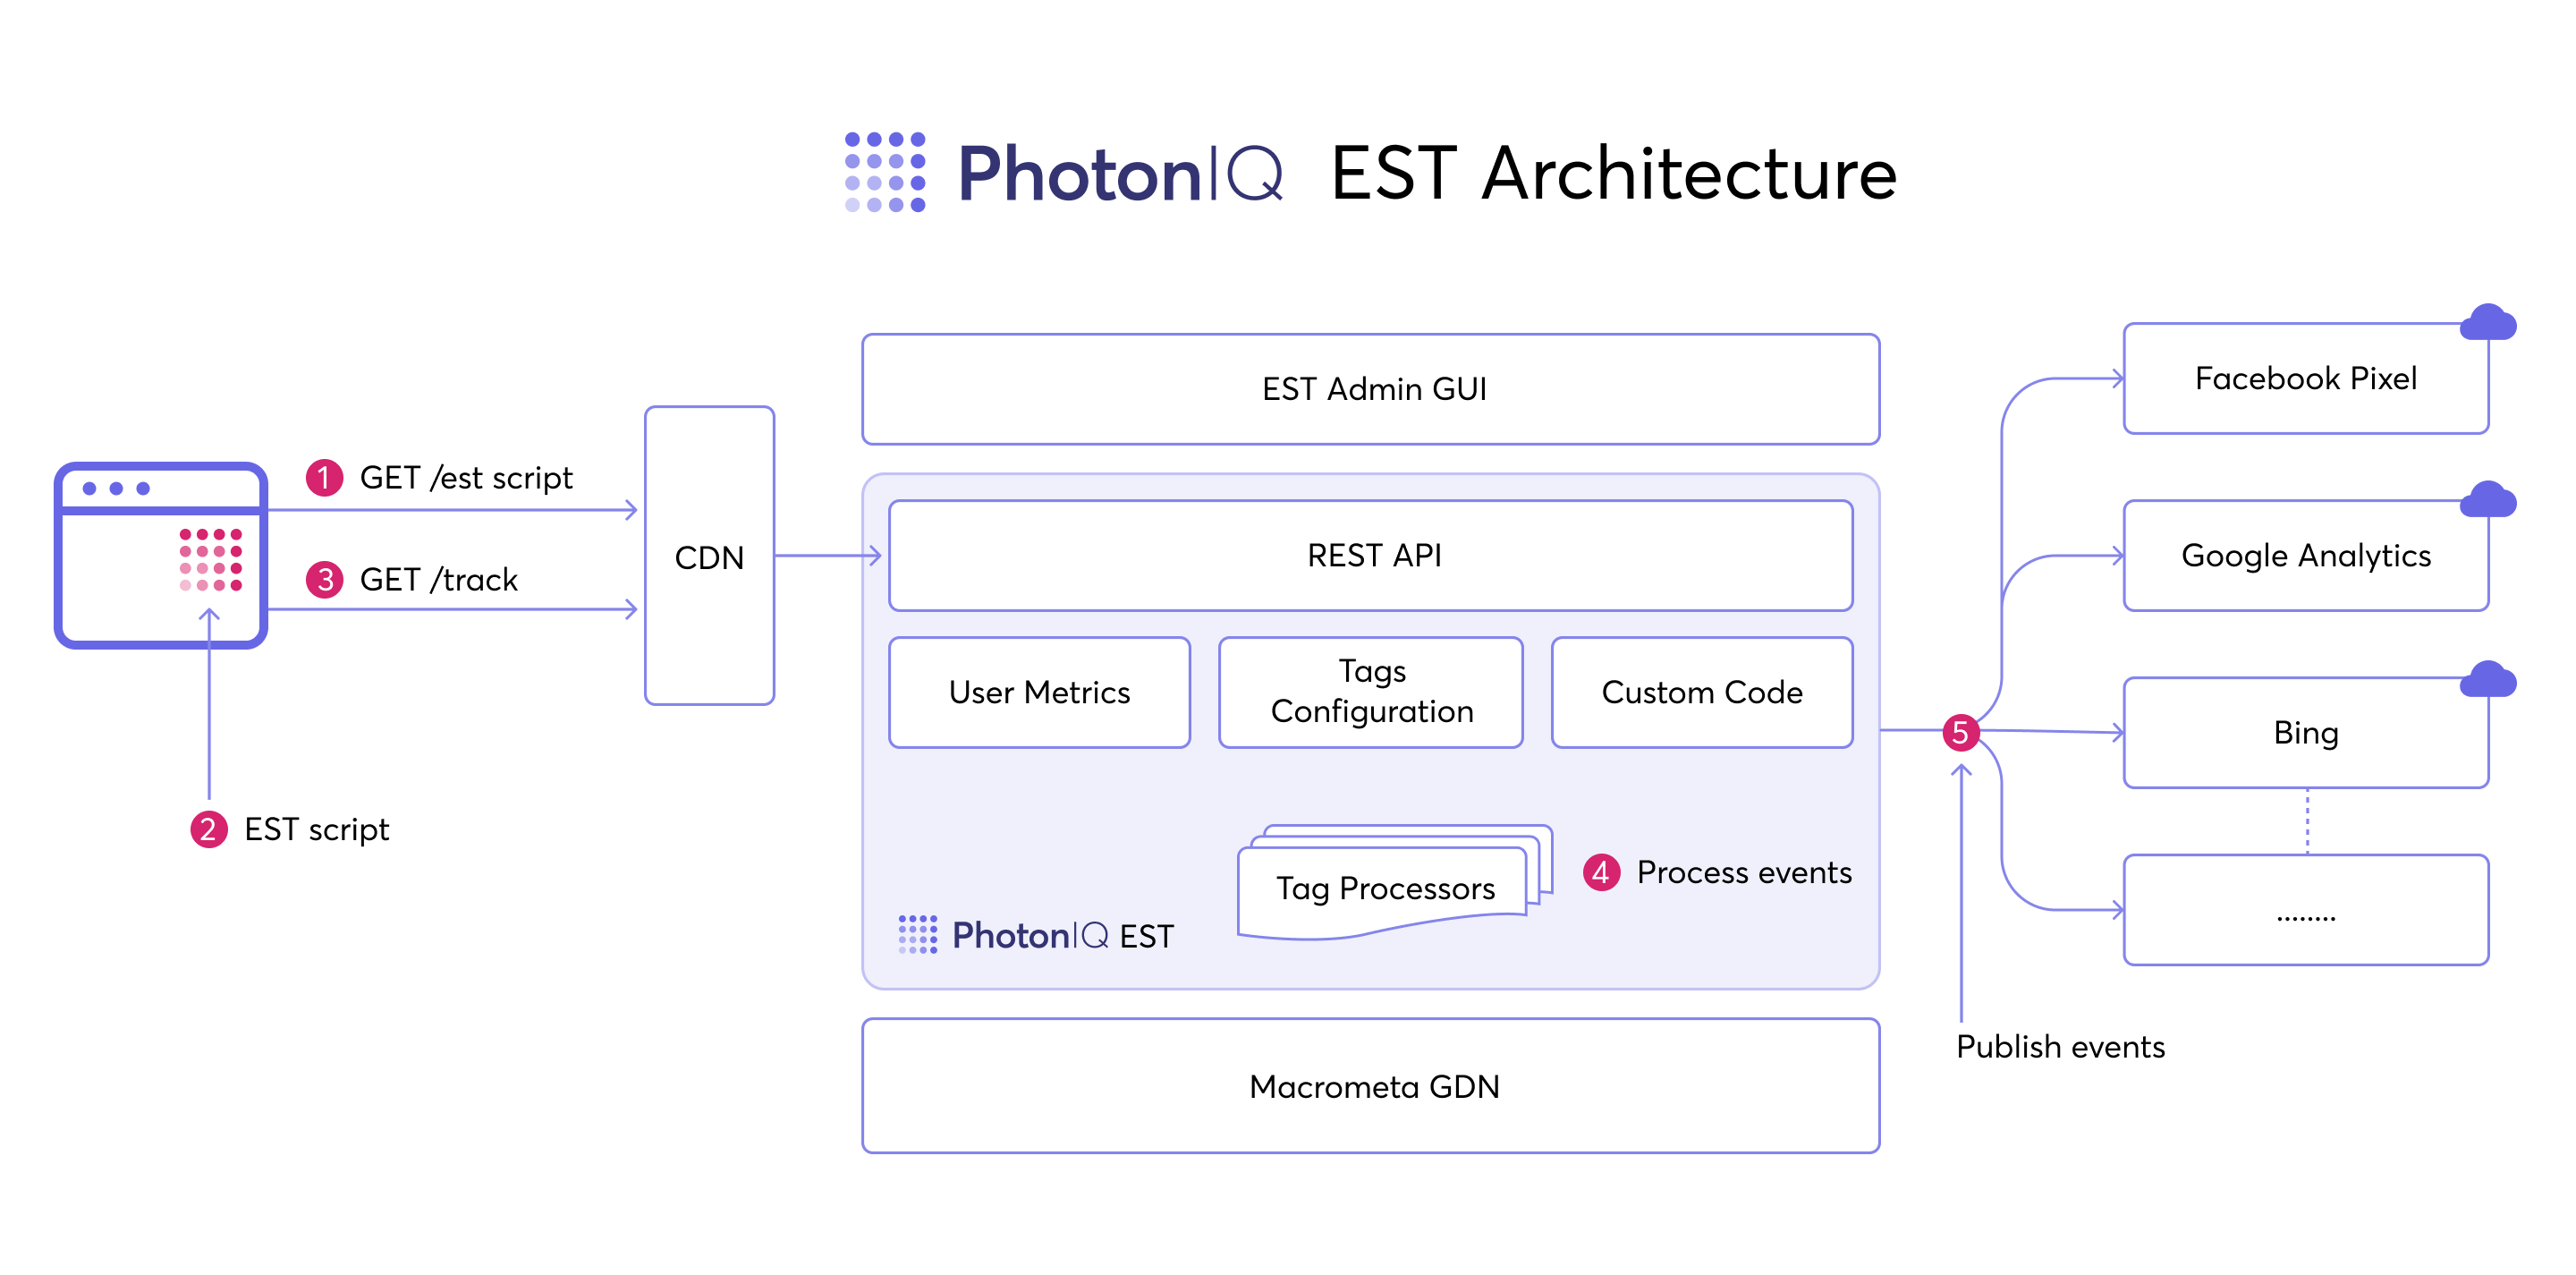 PhotonIQ EST Architecture
1 GET /est script
3 GET /track
2 EST script
CDN
EST Admin GUI
REST API
User Metrics
Tags
Configuration
Custom Code
Tag Processors
4 Process events
PhotonIQ EST
Macrometa GDN
5
Publish events
Facebook Pixel
Google Analytics
Bing
........